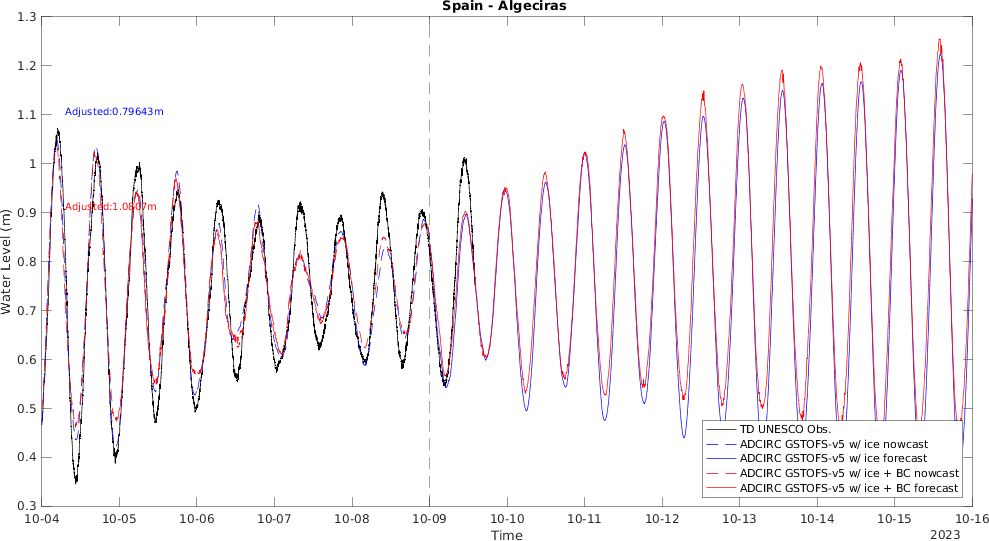 Spain - Algeciras
1.3
1.2
1.1
1
0.9
0.8
0.7
0.6
0.5
0.4
0.3
Water Level (m)
Adjusted:0.79643m
Adjusted:1.0807m
TD UNESCO Obs.
ADCIRC GSTOFS-v5 w/ ice nowcast
ADCIRC GSTOFS-v5 w/ ice forecast
ADCIRC GSTOFS-v5 w/ ice + BC nowcast
ADCIRC GSTOFS-v5 w/ ice + BC forecast
10-04 10-05 10-06 10-07 10-08 10-09 10-10 10-11 10-12 10-13 10-14 10-15 10-16
Time
2023